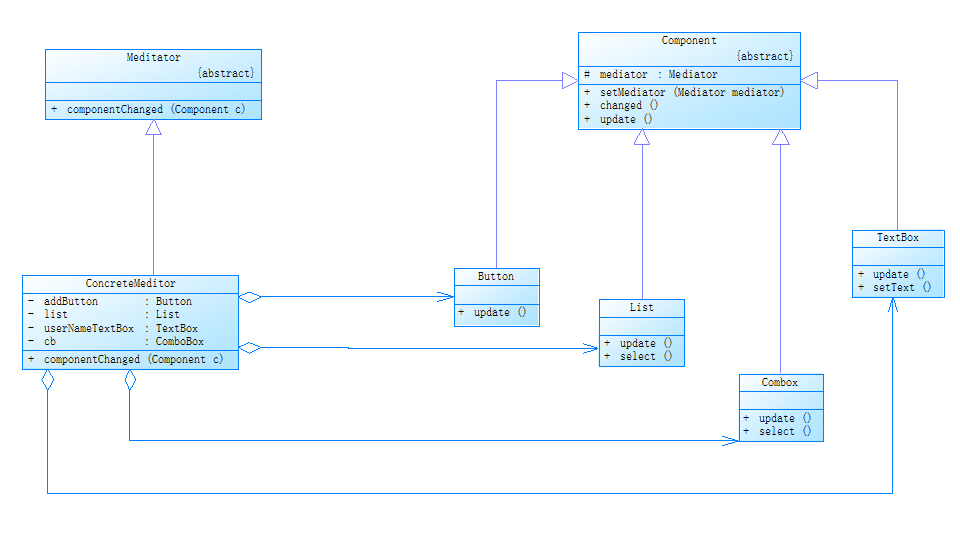 Meditator
{abstract}
+ componentChanged (Component c)
Component
{abstract}
# mediator : Mediator
+ setMediator (Mediator mediator)
+ changed ()
+ update ()
TextBox
+ update ()
+ setText ()
ConcreteMeditor
- addButton : Button
- list : List
- userNameTextBox : TextBox
- cb : ComboBox
+ componentChanged (Component c)
Button
+ update ()
List
+ update ()
+ select ()
Combox
+ update ()
+ select ()